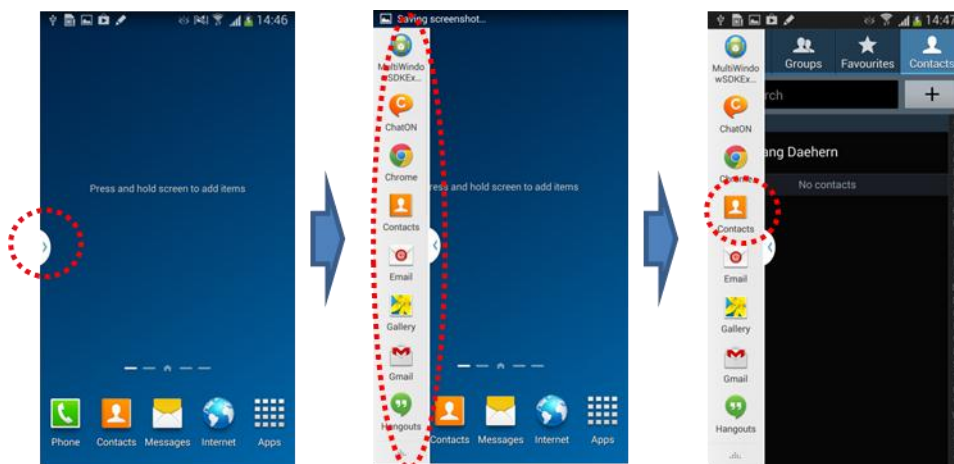 14:46
Press and hold screen to add items
Phone
Contacts
Messages
Internet
Apps
Saving screenshot...
MultiWindo
wSDKEx...
ChatON
Chrome
Contacts
Email
Gallery
Gmail
Hangouts
ress and hold screen to add items
Contacts
Messages
Internet
Apps
14:47
Groups
Favourites
Contacts
rch
+
ang Daehern
No contacts
MultiWindo
wSDKEx...
ChatON
Chrome
Contacts
Email
Gallery
Gmail
Hangouts